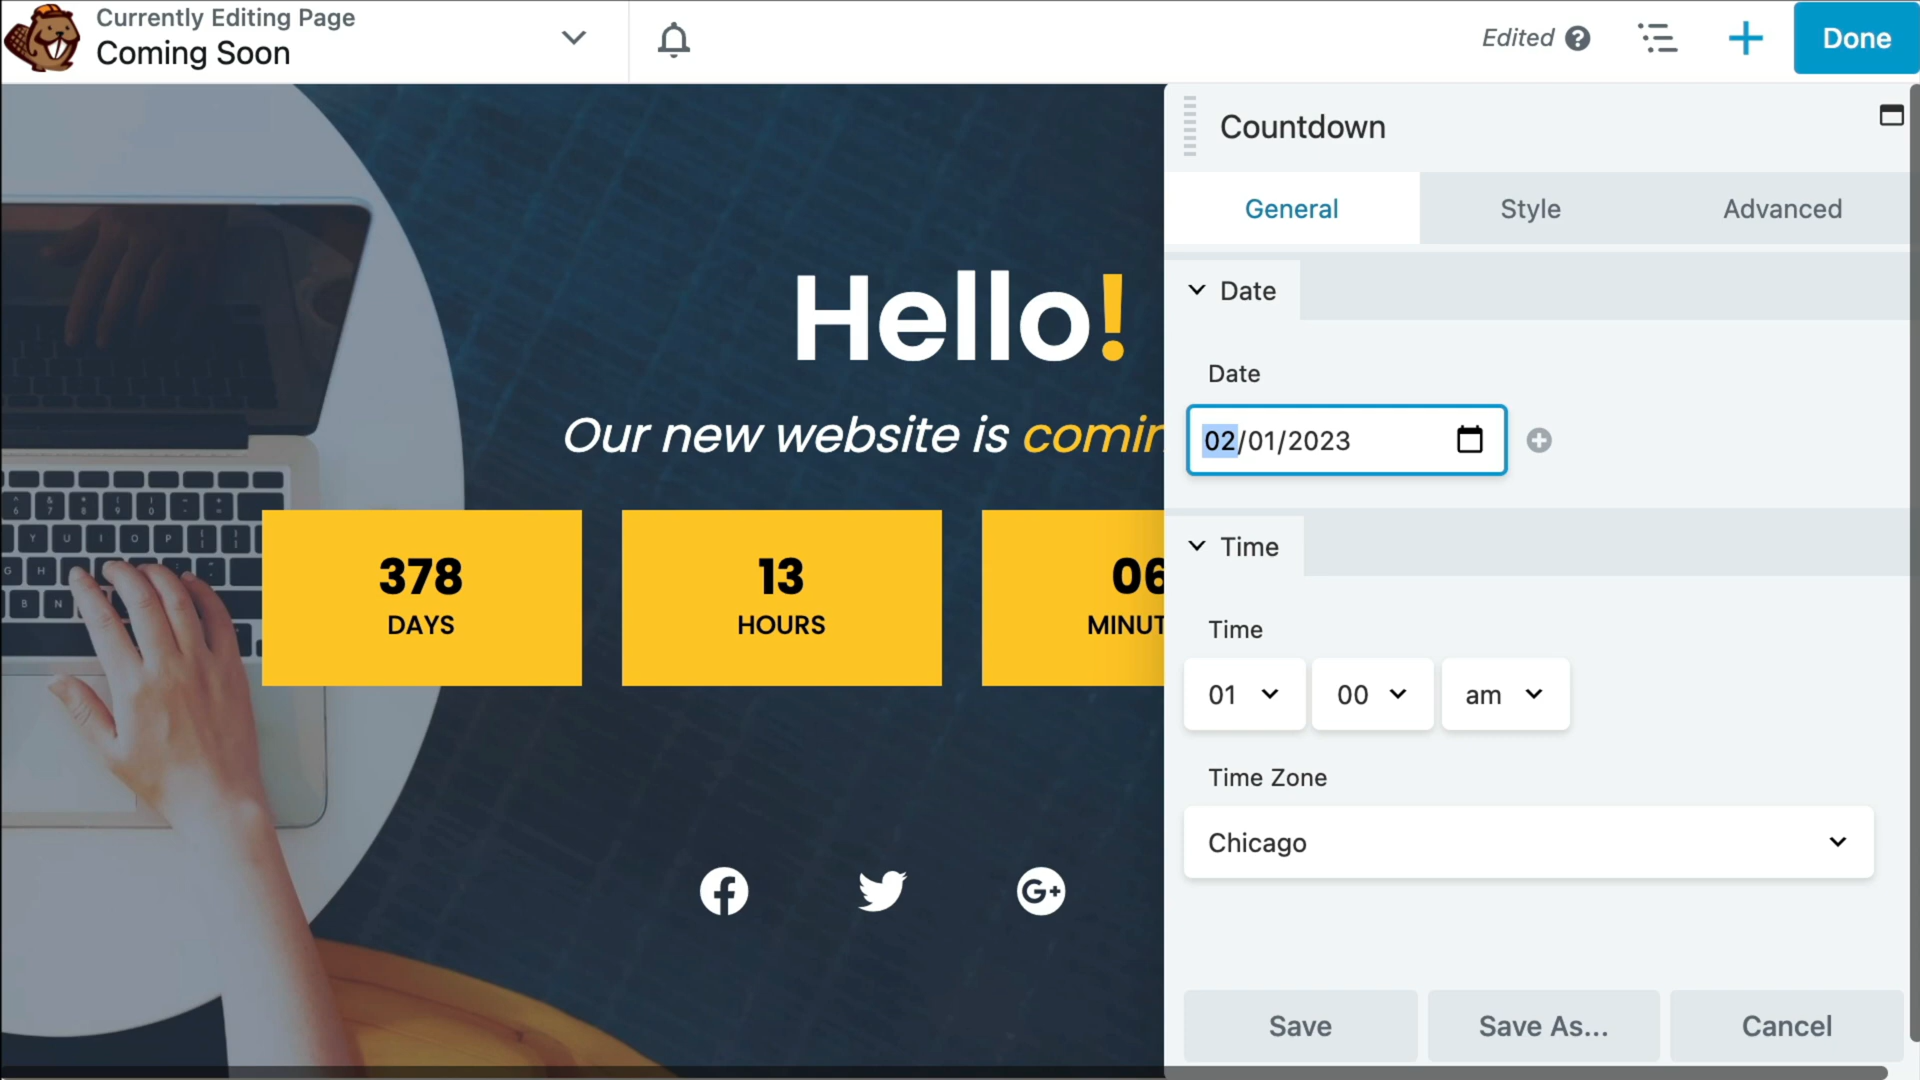 Currently Editing Page
Coming Soon
Edited ?
Done
Countdown
General
Style
Advanced
Date
Date
02/01/2023
Time
Time
01
00
am
Time Zone
Chicago
Save
Save As...
Cancel
Hello!
Our new website is comin
378
DAYS
13
HOURS
06
MINUT
G+